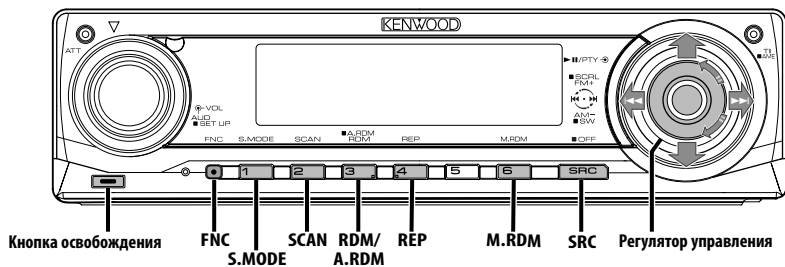 KENWOOD
ATT
TI
■AME
►II/PTY
■SCRL
FM+
AM−
■SW
VOL
AUD
■SET UP
FNC
S.MODE
SCAN
■A.RDM
RDM
REP
M.RDM
■OFF
1
2
3
4
5
6
SRC
Кнопка освобождения
FNC
S.MODE
SCAN
RDM/
A.RDM
REP
M.RDM
SRC
Регулятор управления